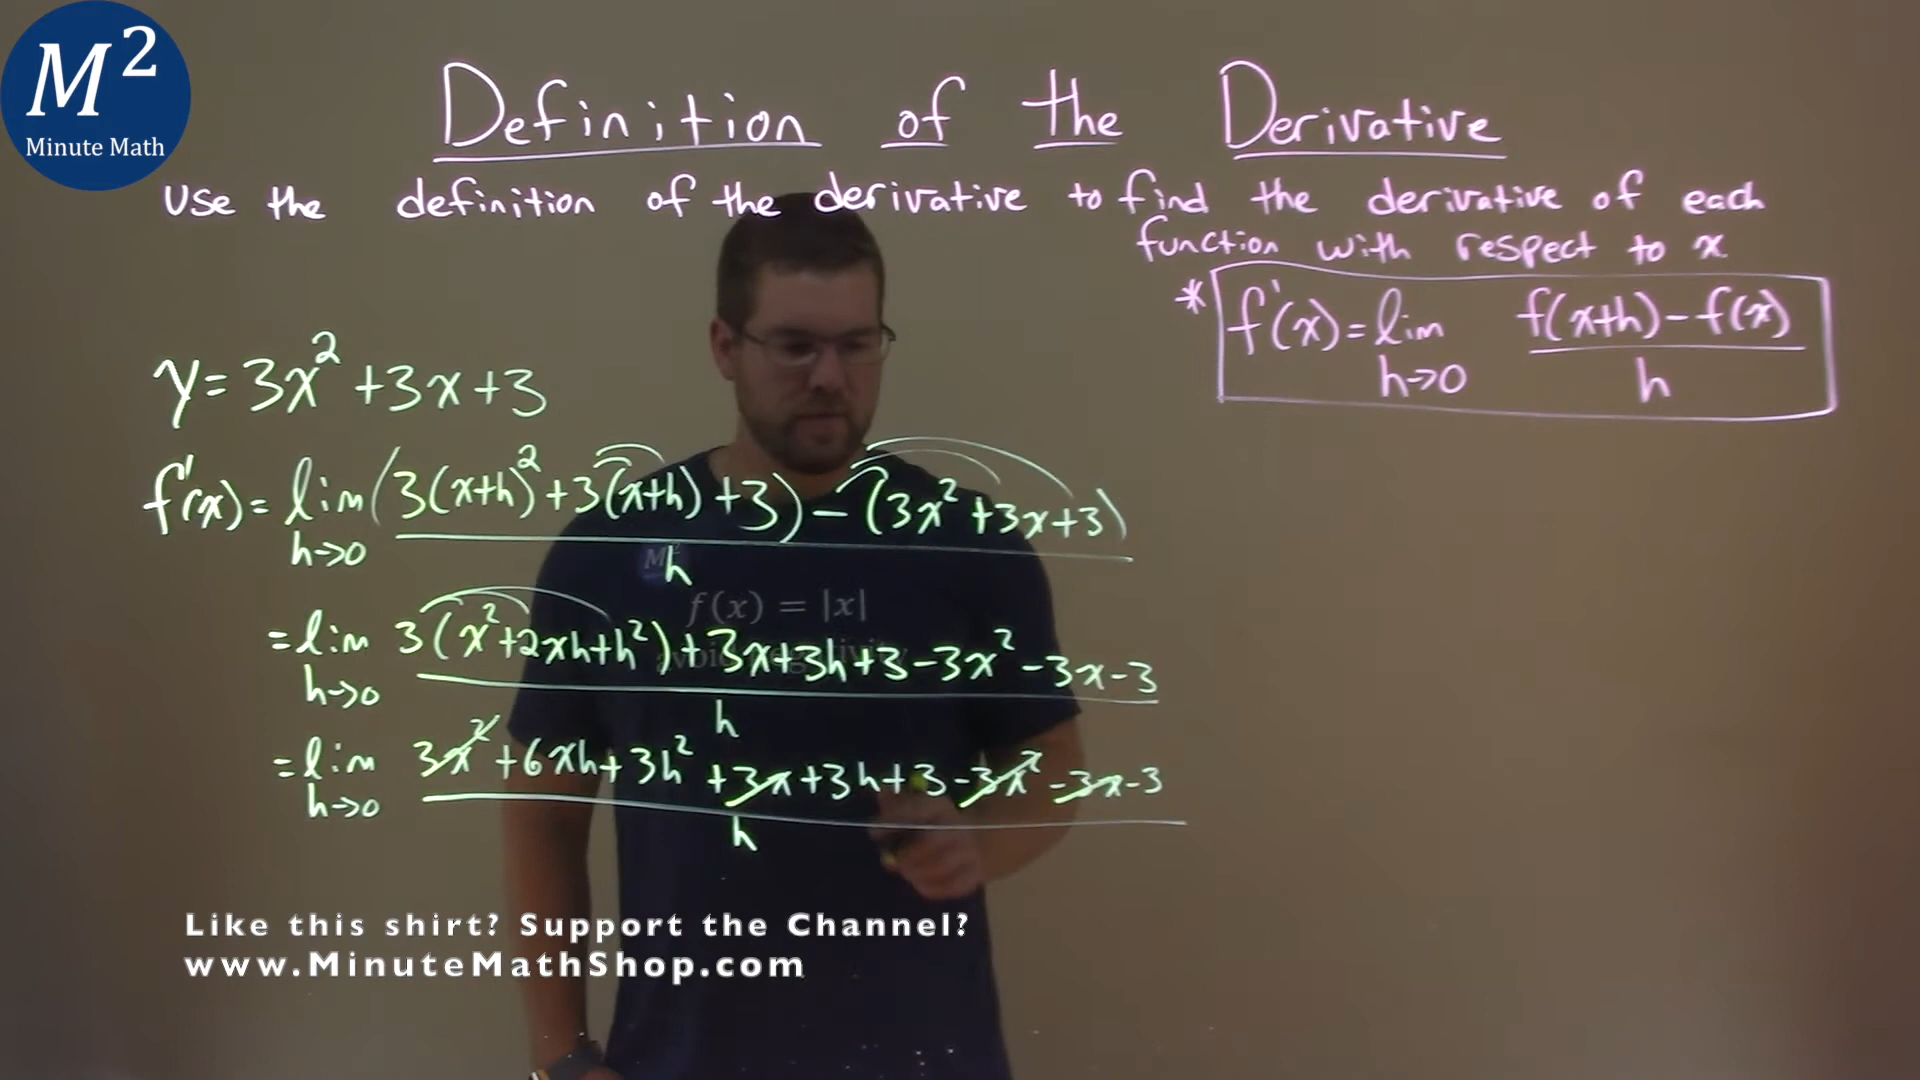 M²
Minute Math
Definition of the Derivative
Use the definition of the derivative to find the derivative of each
function with respect to x
* f'(x) = lim h→0 f(x+h) - f(x) / h
y = 3x² + 3x + 3
f'(x) = lim h→0 (3(x+h)² + 3(x+h) + 3) - (3x² + 3x + 3) / h
f(x) = |x|
= lim h→0 3(x² + 2xh + h²) + 3x + 3h + 3 - 3x² - 3x - 3 / h
= lim h→0 3x² + 6xh + 3h² + 3x + 3h + 3 - 3x² - 3x - 3 / h
Like this shirt? Support the Channel?
www.MinuteMathShop.com